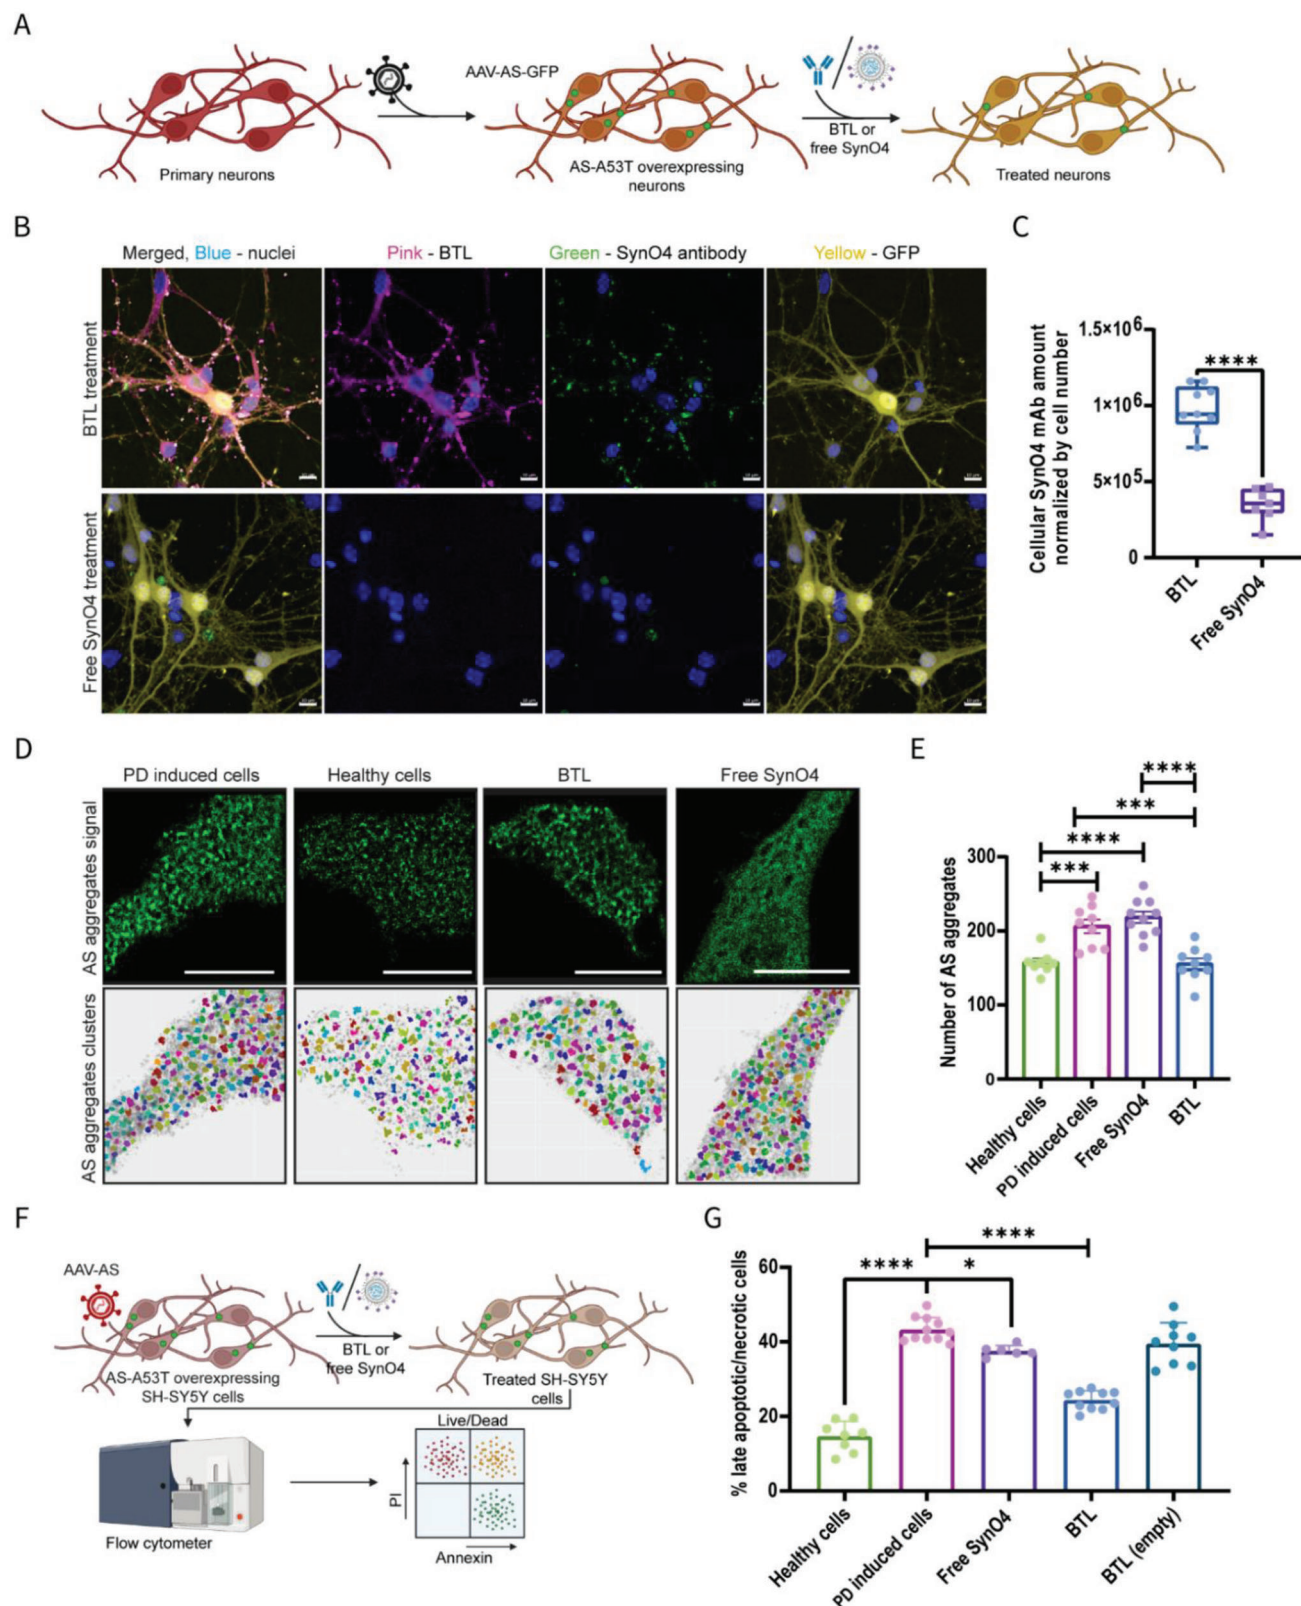 A
AAV-AS-GFP
BTL or
free SynO4
Primary neurons
AS-A53T overexpressing
neurons
Treated neurons
B
Merged, Blue - nuclei
Pink - BTL
Green - SynO4 antibody
Yellow - GFP
BTL treatment
Free SynO4 treatment
C
Cellular SynO4 mAb amount
normalized by cell number
1.5×10⁶
1×10⁶
5×10⁵
0
****
BTL
Free SynO4
D
PD induced cells
Healthy cells
BTL
Free SynO4
AS aggregates signal
AS aggregates clusters
E
Number of AS aggregates
300
200
100
0
****
***
****
***
Healthy cells
PD induced cells
Free SynO4
BTL
F
AAV-AS
BTL or
free SynO4
AS-A53T overexpressing
SH-SY5Y cells
Treated SH-SY5Y
cells
Live/Dead
PI
Annexin
Flow cytometer
G
% late apoptotic/necrotic cells
60
40
20
0
****
****
*
Healthy cells
PD induced cells
Free SynO4
BTL
BTL (empty)